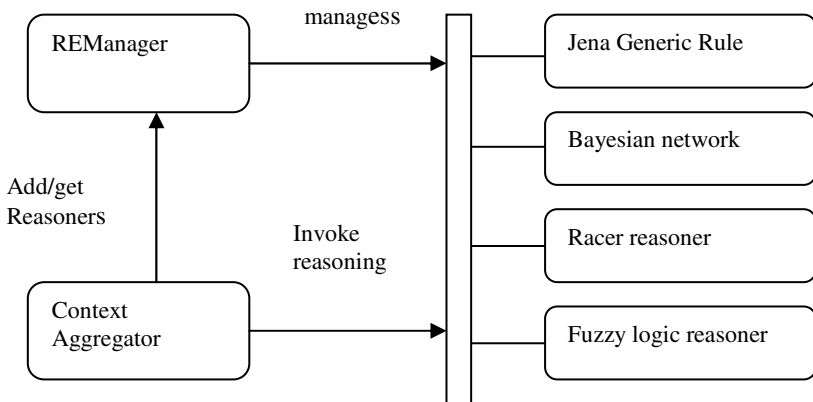 managess
REManager
Jena Generic Rule
Bayesian network
Add/get
Reasoners
Racer reasoner
Invoke
reasoning
Context
Aggregator
Fuzzy logic reasoner